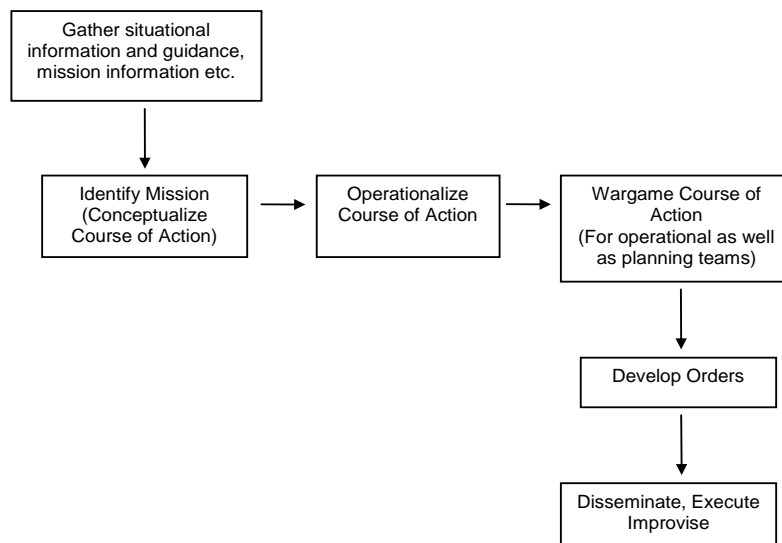 Gather situational
information and guidance,
mission information etc.
Identify Mission
(Conceptualize
Course of Action)
Operationalize
Course of Action
Wargame Course of
Action
(For operational as well
as planning teams)
Develop Orders
Disseminate, Execute
Improvise